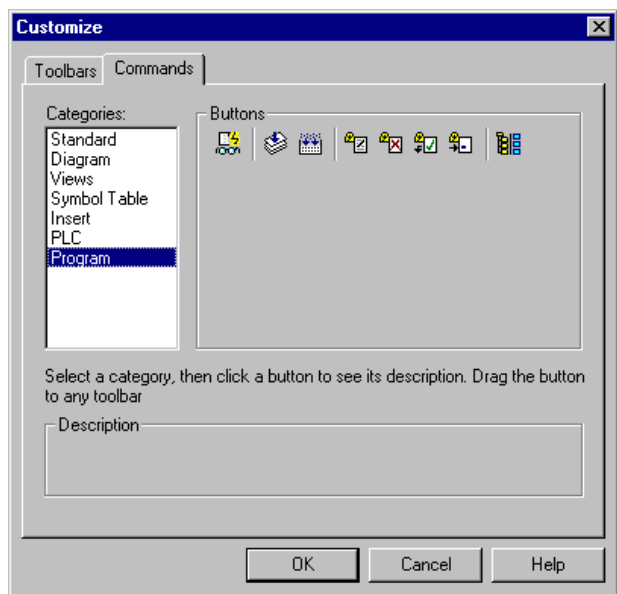 Customize
Toolbars
Commands
Categories:
Buttons
Standard
Diagram
Views
Symbol Table
Insert
PLC
Program
Select a category, then click a button to see its description. Drag the button
to any toolbar
Description
OK
Cancel
Help